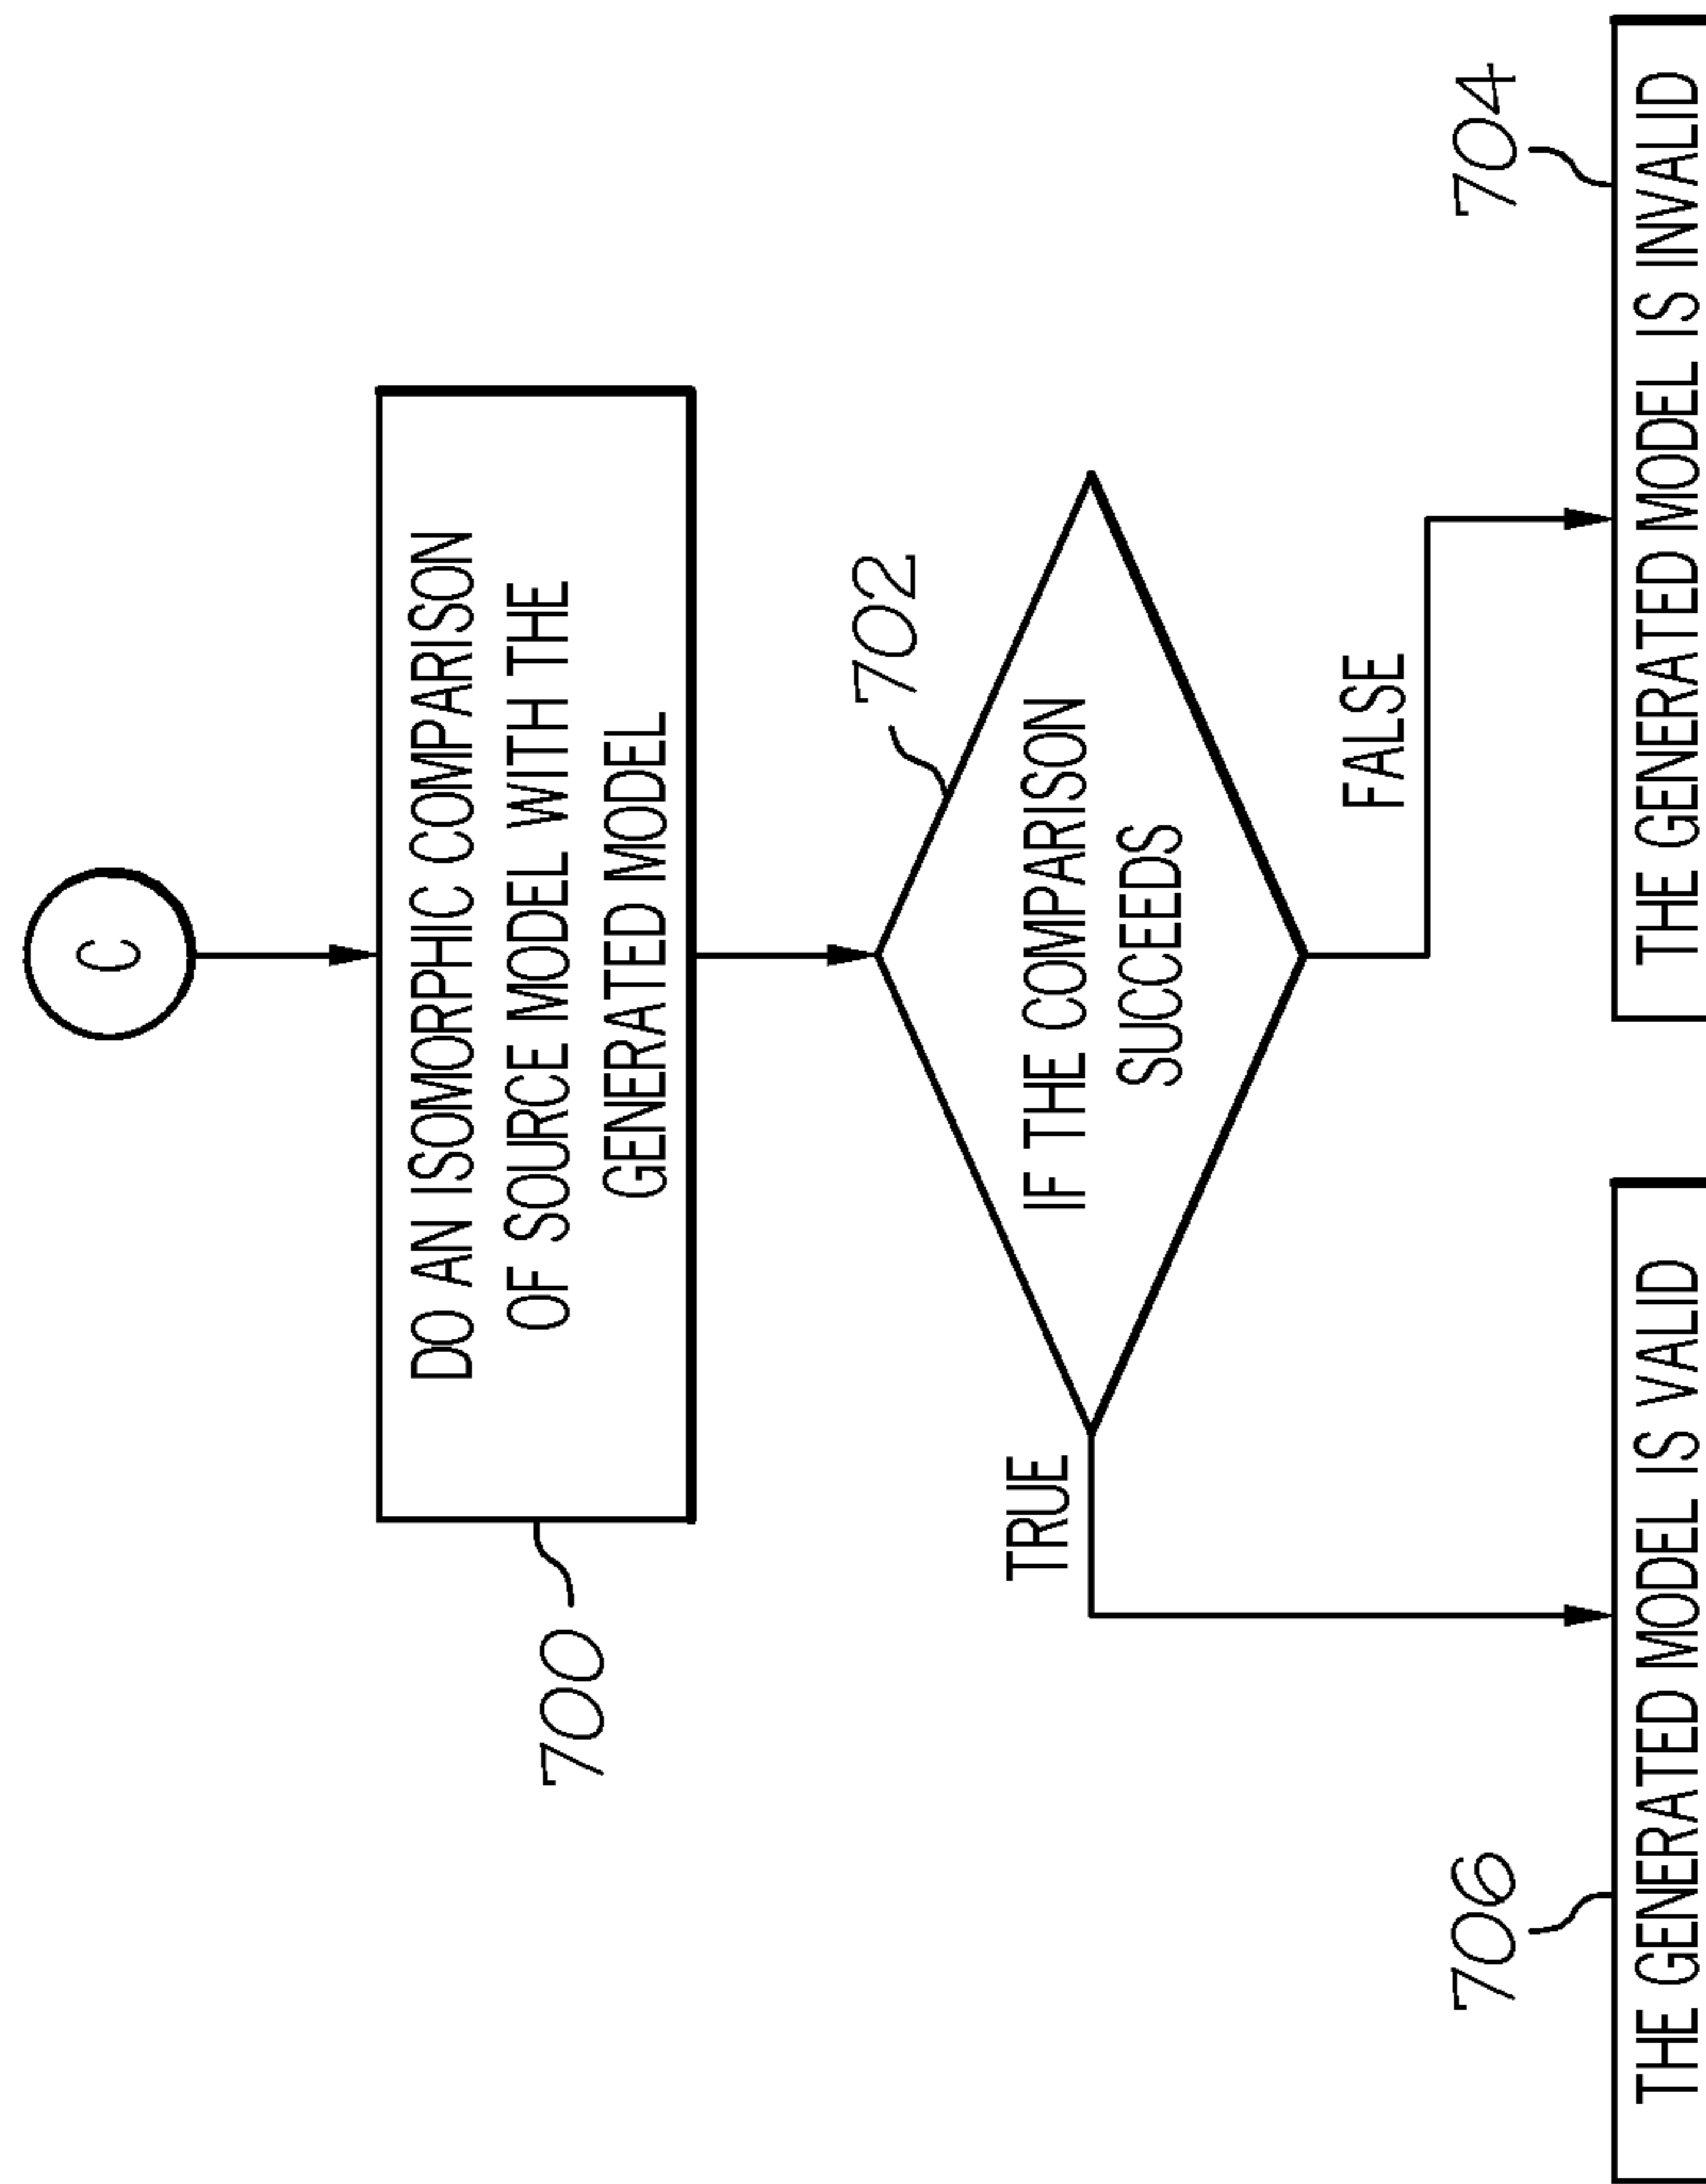 C
DO AN ISOMORPHIC COMPARISON
OF SOURCE MODEL WITH THE
GENERATED MODEL
700
702
IF THE COMPARISON
SUCCEEDS
TRUE
FALSE
706
THE GENERATED MODEL IS VALID
704
THE GENERATED MODEL IS INVALID